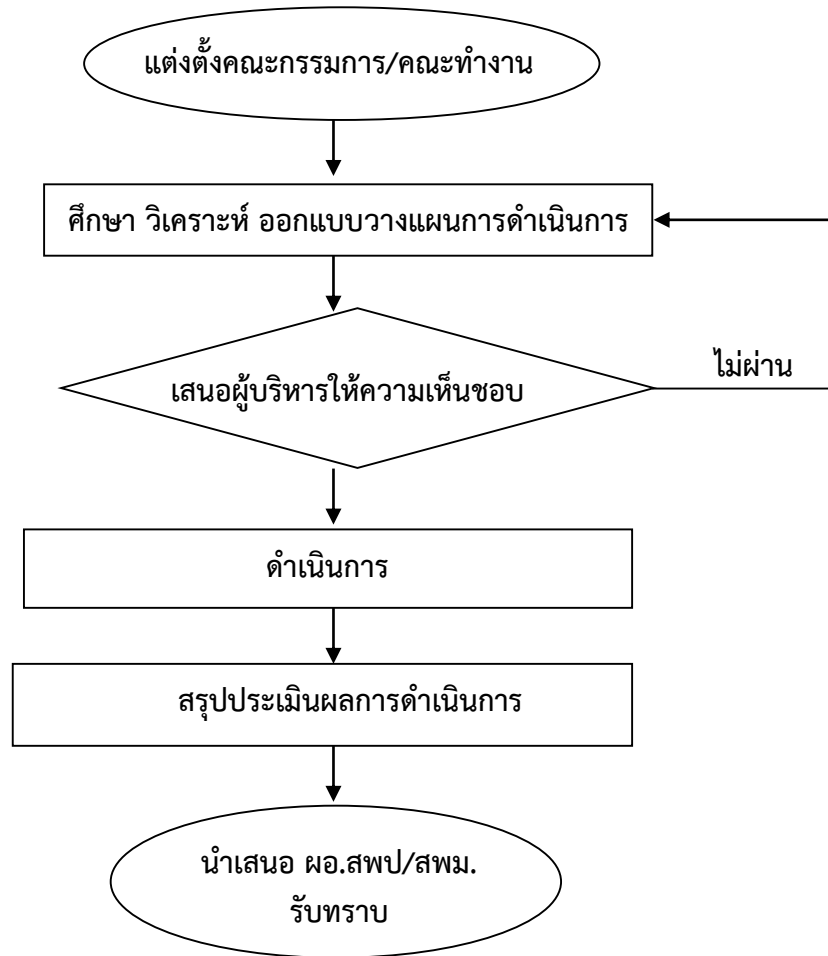 แต่งตั้งคณะกรรมการ/คณะทำงาน
ศึกษา วิเคราะห์ ออกแบบวางแผนการดำเนินการ
ไม่ผ่าน
เสนอผู้บริหารให้ความเห็นชอบ
ดำเนินการ
สรุปประเมินผลการดำเนินการ
นำเสนอ ผอ.สพป/สพม.
รับทราบ